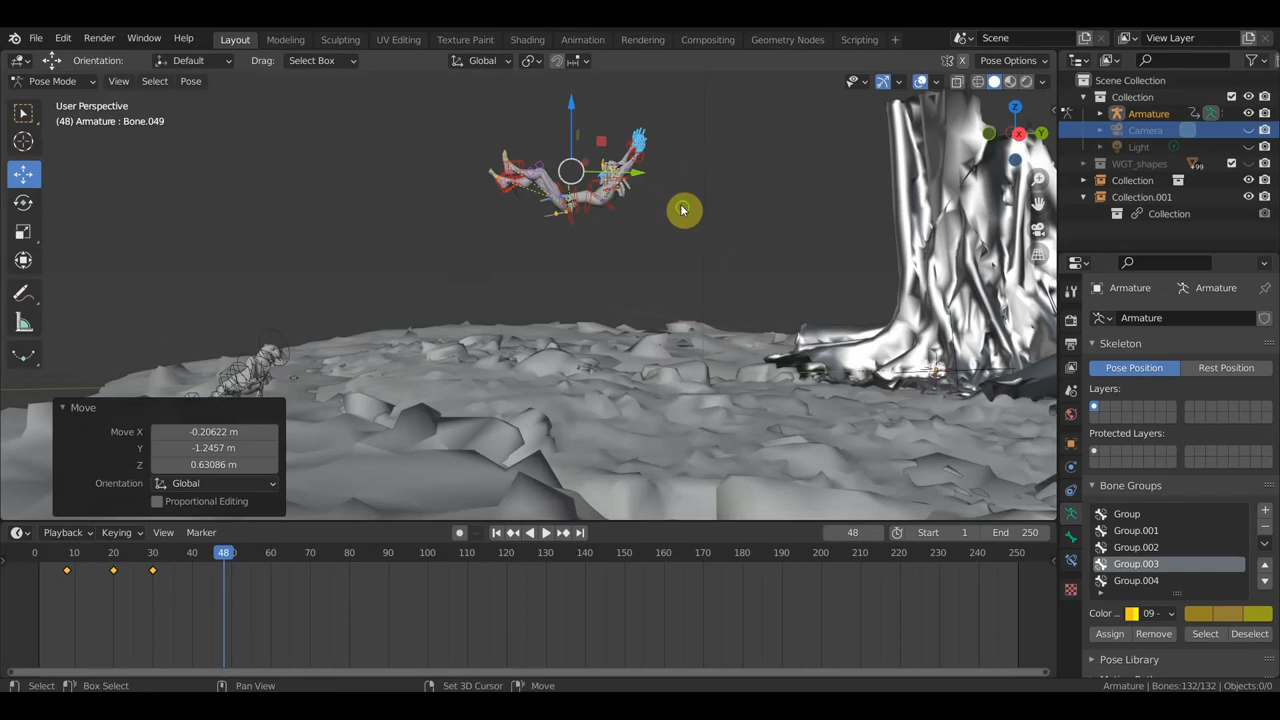 File Edit Render Window Help Layout Modeling Sculpting UV Editing Texture Paint Shading Animation Rendering Compositing Geometry Nodes Scripting + Scene View Layer
Orientation: Default Drag: Select Box Global X Pose Options
Pose Mode View Select Pose
Scene Collection
Collection
User Perspective
(48) Armature : Bone.049
Armature
Camera
Light
WGT_shapes
Collection
Collection.001
Collection
X Y Z
Armature Armature
Armature
Skeleton
Pose Position Rest Position
Layers:
Protected Layers:
Bone Groups
Group
Group.001
Group.002
Group.003
Group.004
Color ... 09 -
Assign Remove Select Deselect
Pose Library
Move
Move X -0.20622 m
Y -1.2457 m
Z 0.63086 m
Orientation Global
Proportional Editing
Playback Keying View Marker 48 Start 1 End 250
0 10 20 30 40 48 60 70 80 90 100 110 120 130 140 150 160 170 180 190 200 210 220 230 240 250
Select Box Select Pan View Set 3D Cursor Move Armature | Bones:132/132 | Objects:0/0